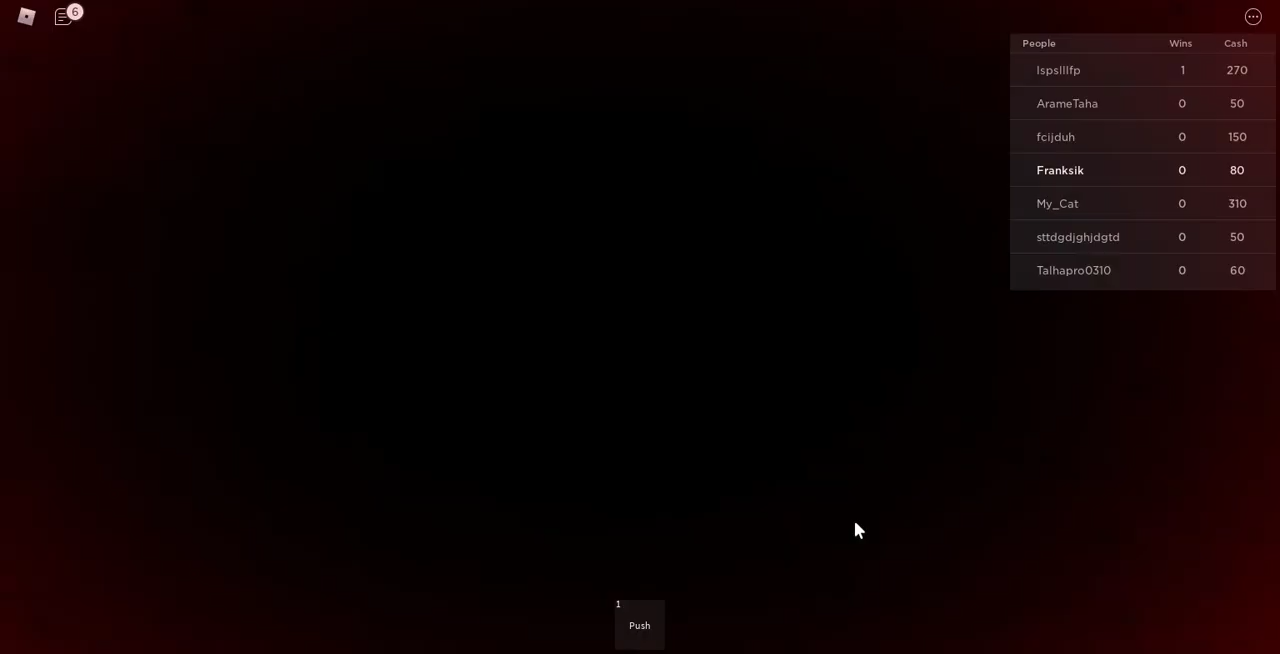 6
People Wins Cash
lspslllfp 1 270
ArameTaha 0 50
fcijduh 0 150
Franksik 0 80
My_Cat 0 310
sttdgdjghjdgtd 0 50
Talhapro0310 0 60
1
Push